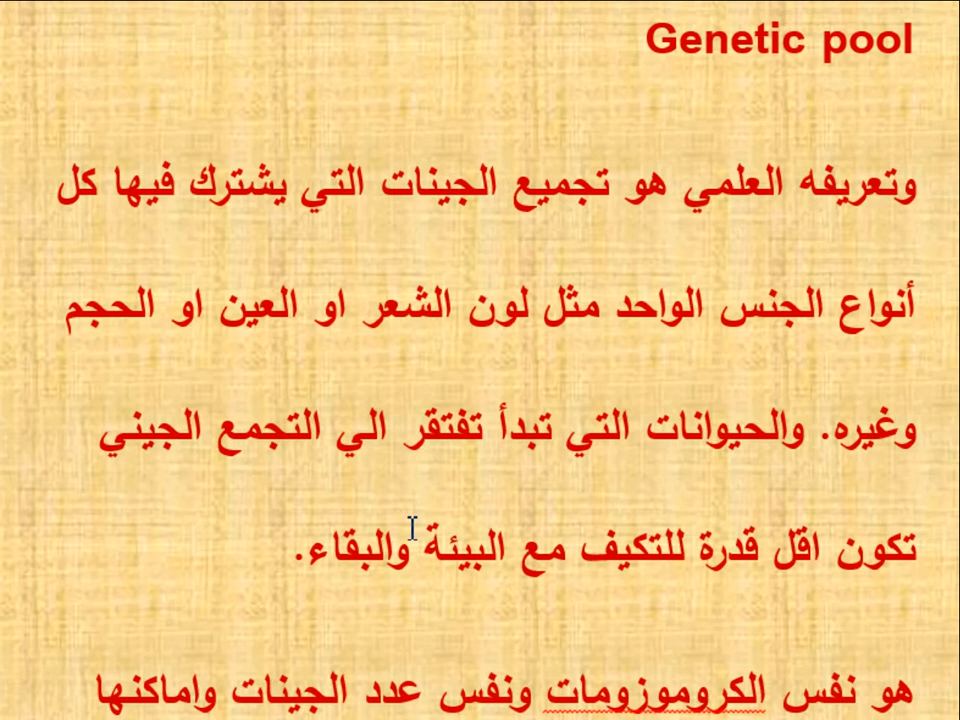 Genetic pool
وتعريفه العلمي هو تجميع الجينات التي يشترك فيها كل
أنواع الجنس الواحد مثل لون الشعر او العين او الحجم
وغيره. والحيوانات التي تبدأ تفتقر الي التجمع الجيني
تكون اقل قدرة للتكيف مع البيئة والبقاء.
هو نفس الكروموزومات ونفس عدد الجينات واماكنها